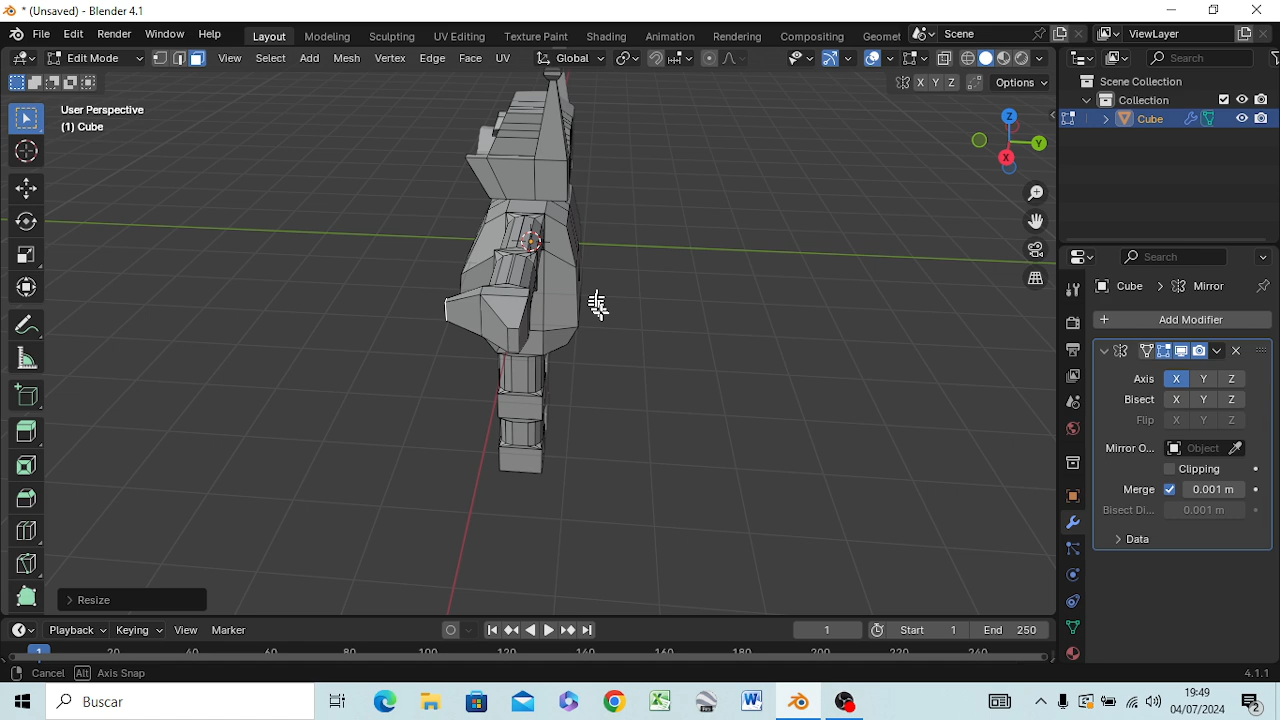 * (Unsaved) - Blender 4.1
File Edit Render Window Help Layout Modeling Sculpting UV Editing Texture Paint Shading Animation Rendering Compositing Geomet Scene ViewLayer
Edit Mode View Select Add Mesh Vertex Edge Face UV Global Search
X Y Z Options
Scene Collection
Collection
Cube
User Perspective
(1) Cube
Z
Y
X
Search
Cube > Mirror
+ Add Modifier
Axis X Y Z
Bisect X Y Z
Flip X Y Z
Mirror O... Object
Clipping
Merge 0.001 m
Bisect Di... 0.001 m
> Data
> Resize
Playback Keying View Marker 1 Start 1 End 250
1 20 40 60 80 100 120 140 160 180 200 220 240
Cancel Alt Axis Snap 4.1.1
Buscar
19:49
04/07/2024
2